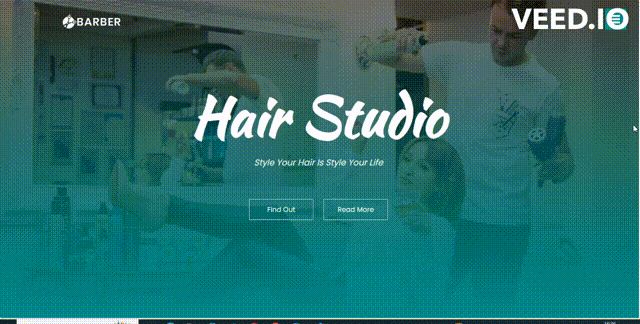 BARBER
VEED.IO
Hair Studio
Style Your Hair Is Style Your Life
Find Out
Read More